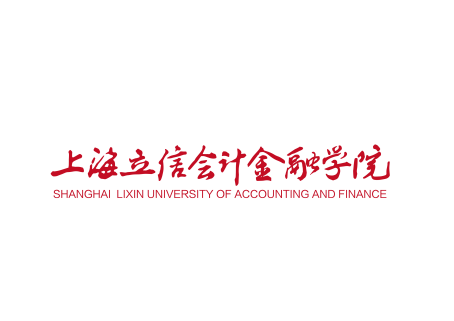 上海立信会计金融学院
SHANGHAI LIXIN UNIVERSITY OF ACCOUNTING AND FINANCE